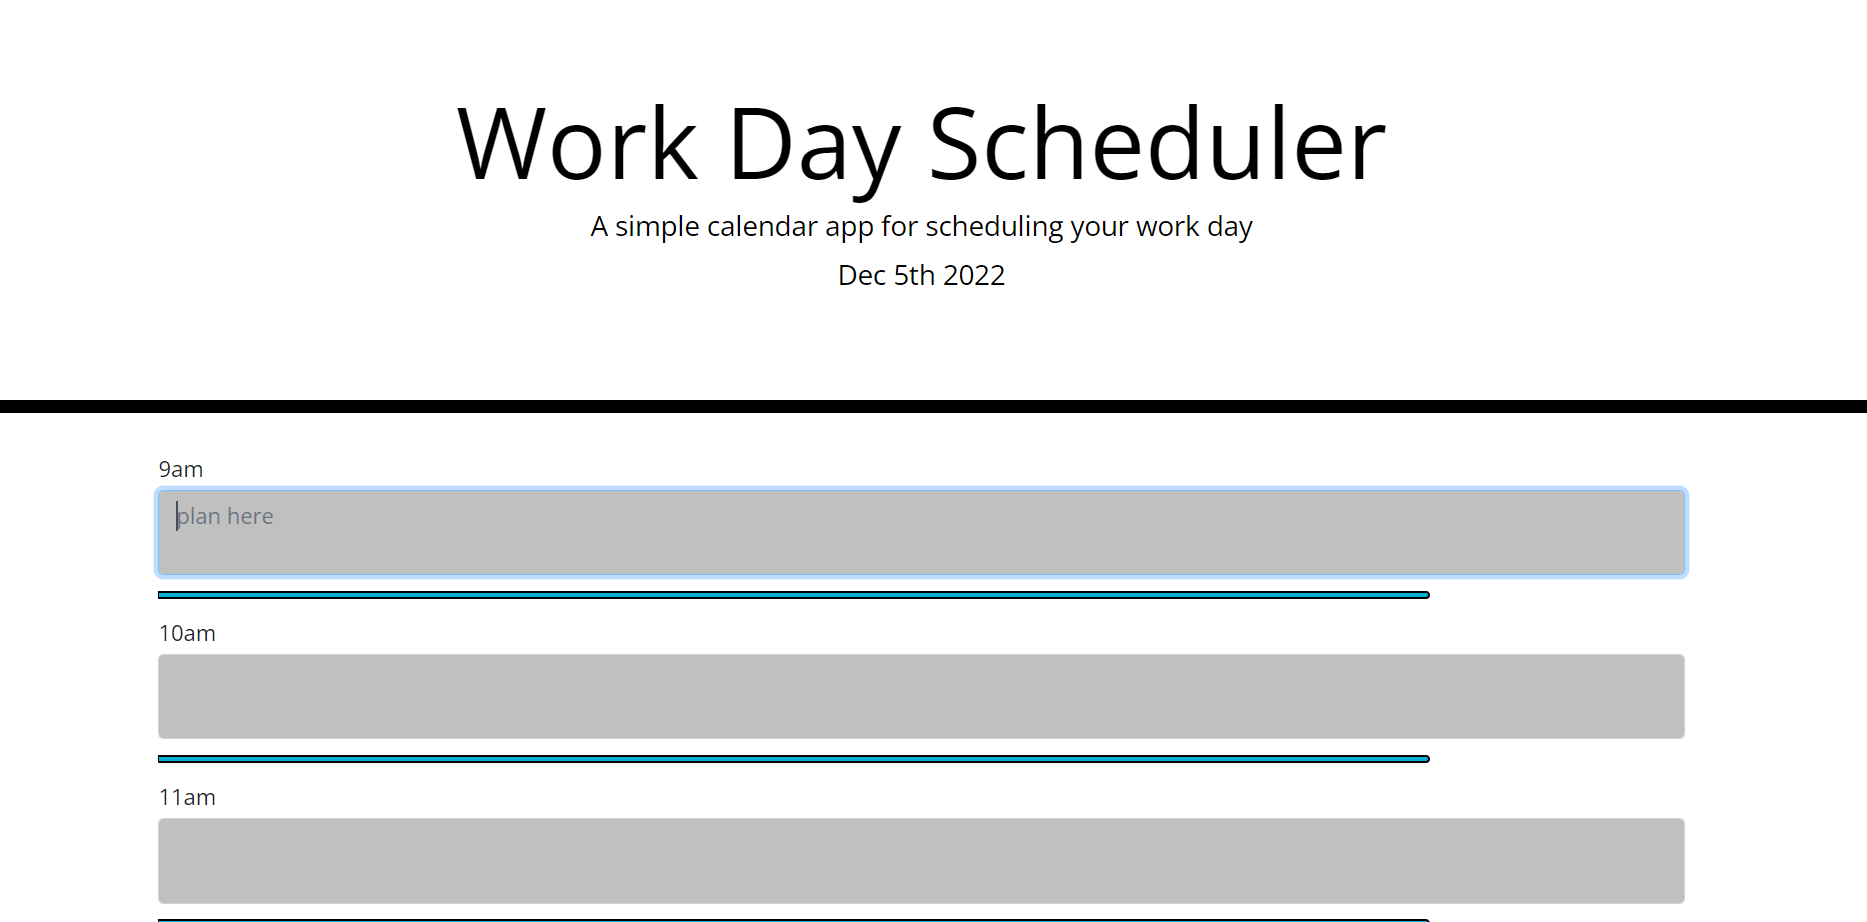 Work Day Scheduler
A simple calendar app for scheduling your work day
Dec 5th 2022
9am
plan here
10am
11am